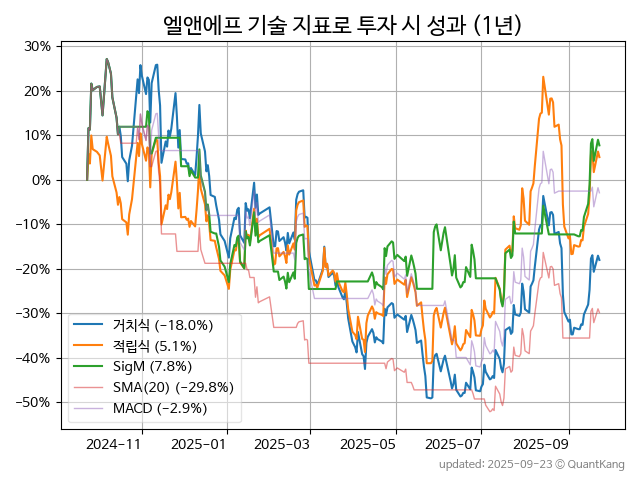 엘앤에프 기술 지표로 투자 시 성과 (1년)
30%
20%
10%
0%
−10%
−20%
−30%
−40%
−50%
거치식 (−18.0%)
적립식 (5.1%)
SigM (7.8%)
SMA(20) (−29.8%)
MACD (−2.9%)
2024-11 2025-01 2025-03 2025-05 2025-07 2025-09
updated: 2025-09-23 ⓒ QuantKang